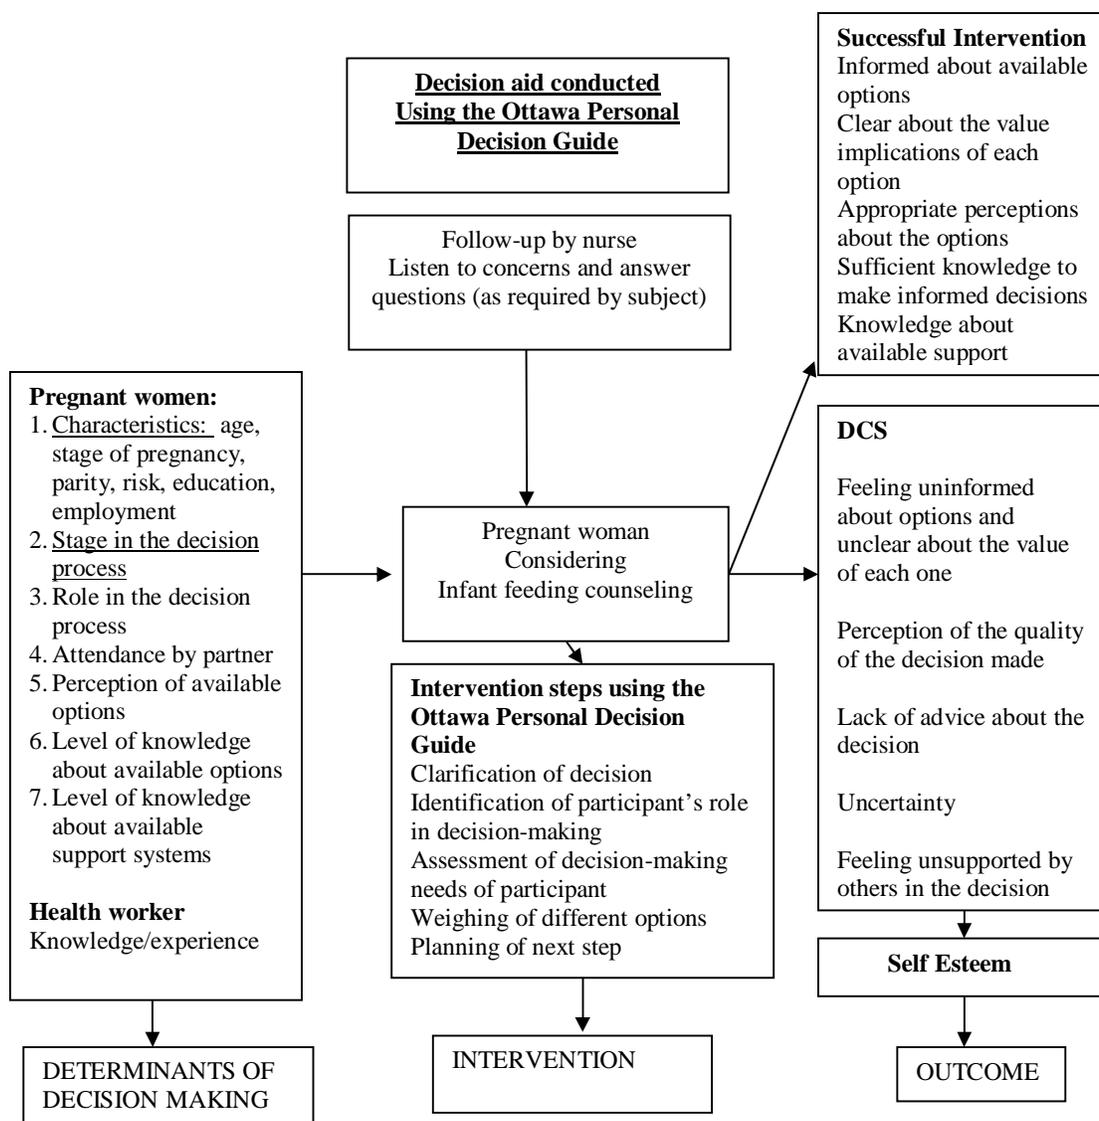 Decision aid conducted
Using the Ottawa Personal
Decision Guide
Follow-up by nurse
Listen to concerns and answer
questions (as required by subject)
Successful Intervention
Informed about available
options
Clear about the value
implications of each
option
Appropriate perceptions
about the options
Sufficient knowledge to
make informed decisions
Knowledge about
available support
Pregnant women:
1. Characteristics: age,
stage of pregnancy,
parity, risk, education,
employment
2. Stage in the decision
process
3. Role in the decision
process
4. Attendance by partner
5. Perception of available
options
6. Level of knowledge
about available options
7. Level of knowledge
about available
support systems
Health worker
Knowledge/experience
Pregnant woman
Considering
Infant feeding counseling
DCS
Feeling uninformed
about options and
unclear about the value
of each one
Perception of the quality
of the decision made
Lack of advice about the
decision
Uncertainty
Feeling unsupported by
others in the decision
Intervention steps using the
Ottawa Personal Decision
Guide
Clarification of decision
Identification of participant's role
in decision-making
Assessment of decision-making
needs of participant
Weighing of different options
Planning of next step
Self Esteem
DETERMINANTS OF
DECISION MAKING
INTERVENTION
OUTCOME